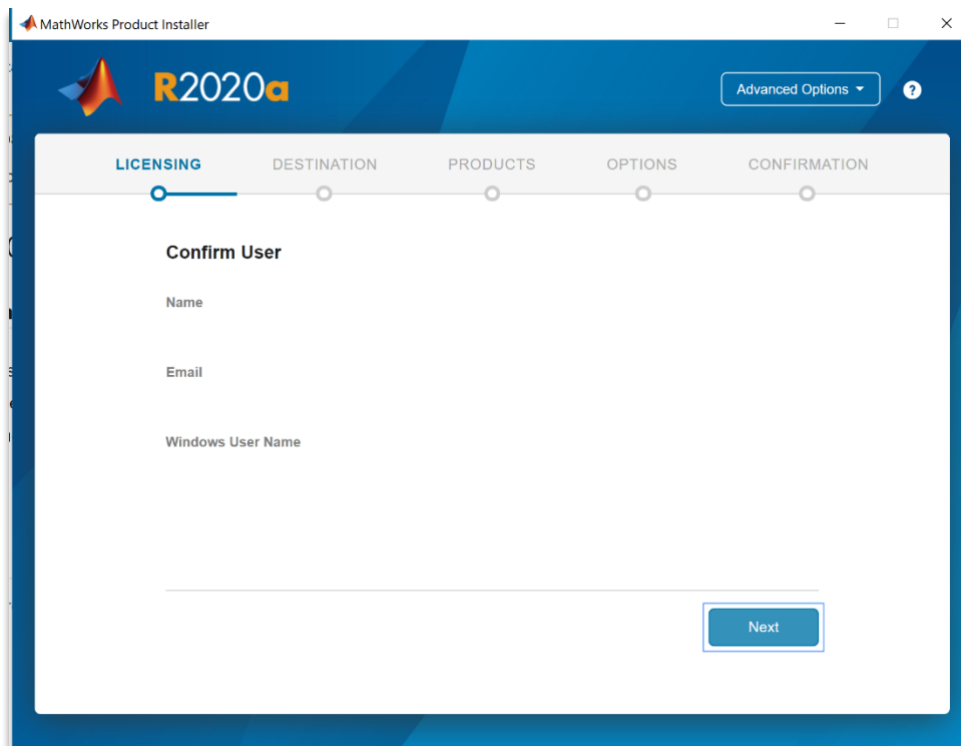 MathWorks Product Installer
R2020a
Advanced Options
?
LICENSING DESTINATION PRODUCTS OPTIONS CONFIRMATION
Confirm User
Name
Email
Windows User Name
Next